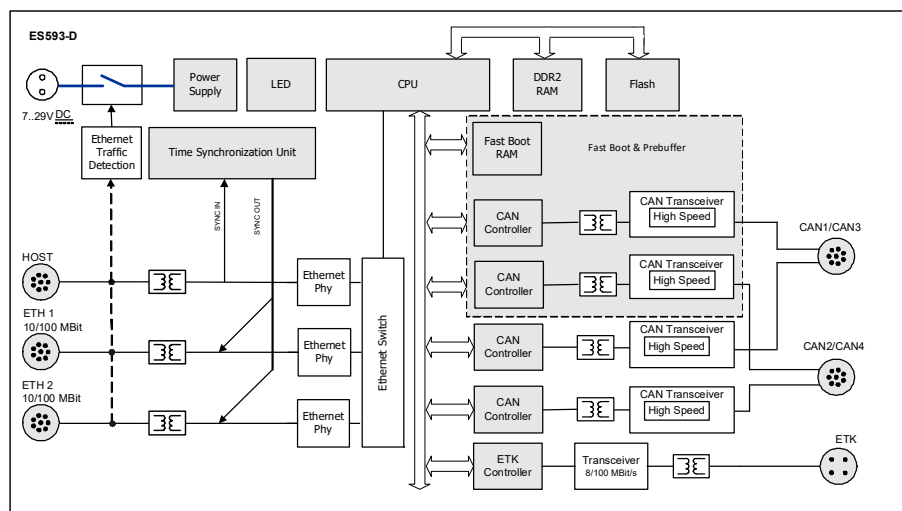 ES593-D
Power
Supply
LED
CPU
DDR2
RAM
Flash
7..29V DC
Ethernet
Traffic
Detection
Time Synchronization Unit
Fast Boot
RAM
Fast Boot & Prebuffer
SYNC IN
SYNC OUT
CAN
Controller
CAN Transceiver
High Speed
CAN1/CAN3
HOST
Ethernet
Phy
CAN
Controller
CAN Transceiver
High Speed
ETH 1
10/100 MBit
Ethernet
Phy
Ethernet Switch
CAN
Controller
CAN Transceiver
High Speed
CAN2/CAN4
ETH 2
10/100 MBit
Ethernet
Phy
CAN
Controller
CAN Transceiver
High Speed
ETK
Controller
Transceiver
8/100 MBit/s
ETK